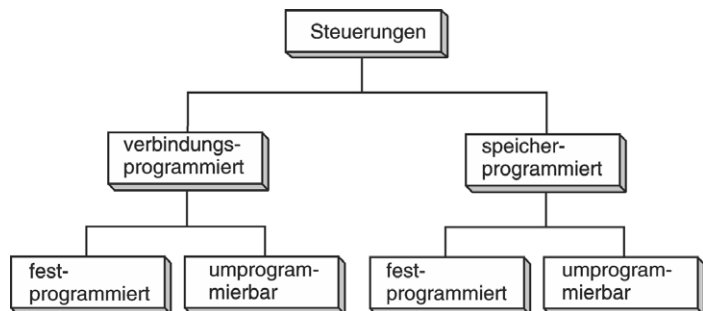 Steuerungen
verbindungs-
programmiert
speicher-
programmiert
fest-
programmiert
umprogram-
mierbar
fest-
programmiert
umprogram-
mierbar